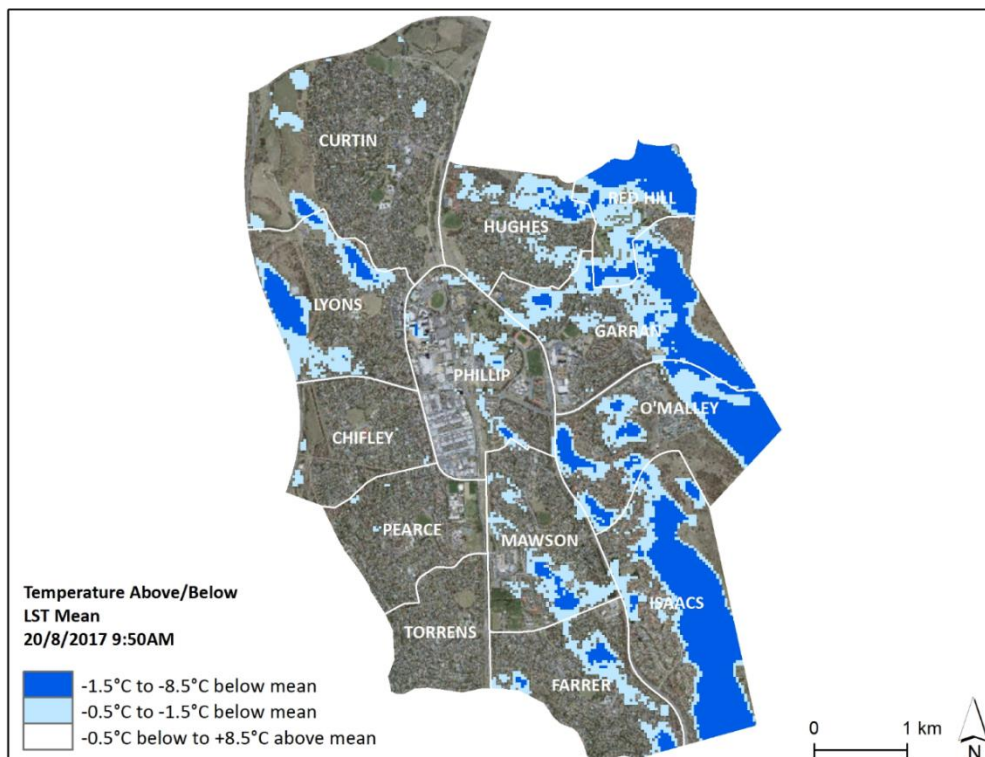 CURTIN
RED HILL
HUGHES
LYONS
GARRAN
PHILLIP
O'MALLEY
CHIFLEY
PEARCE
MAWSON
ISAACS
TORRENS
FARRER
Temperature Above/Below
LST Mean
20/8/2017 9:50AM
-1.5°C to -8.5°C below mean
-0.5°C to -1.5°C below mean
-0.5°C below to +8.5°C above mean
0 1 km
N